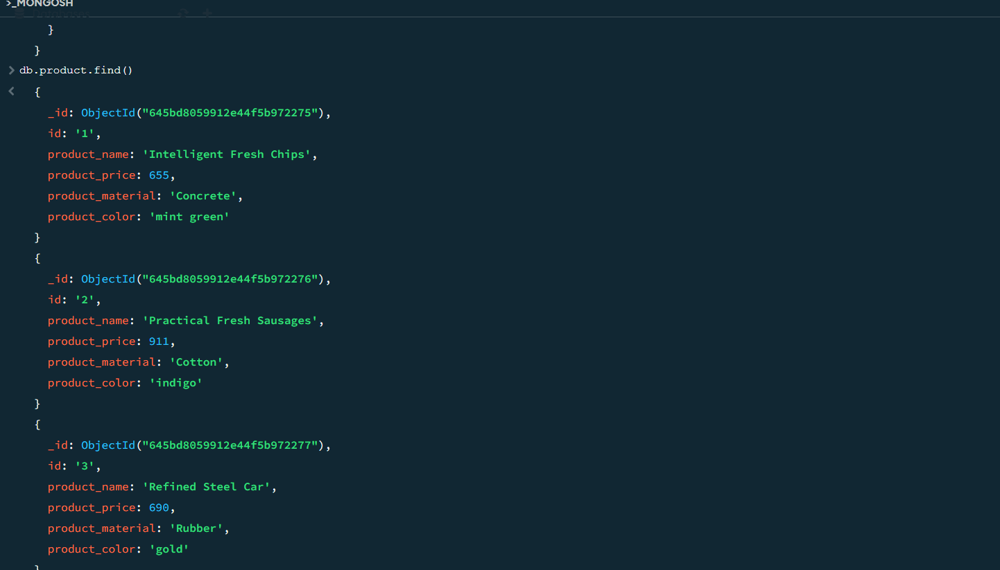 >_MONGOSH
}
}
> db.product.find()
< {
_id: ObjectId("645bd8059912e44f5b972275"),
id: '1',
product_name: 'Intelligent Fresh Chips',
product_price: 655,
product_material: 'Concrete',
product_color: 'mint green'
}
{
_id: ObjectId("645bd8059912e44f5b972276"),
id: '2',
product_name: 'Practical Fresh Sausages',
product_price: 911,
product_material: 'Cotton',
product_color: 'indigo'
}
{
_id: ObjectId("645bd8059912e44f5b972277"),
id: '3',
product_name: 'Refined Steel Car',
product_price: 690,
product_material: 'Rubber',
product_color: 'gold'
}